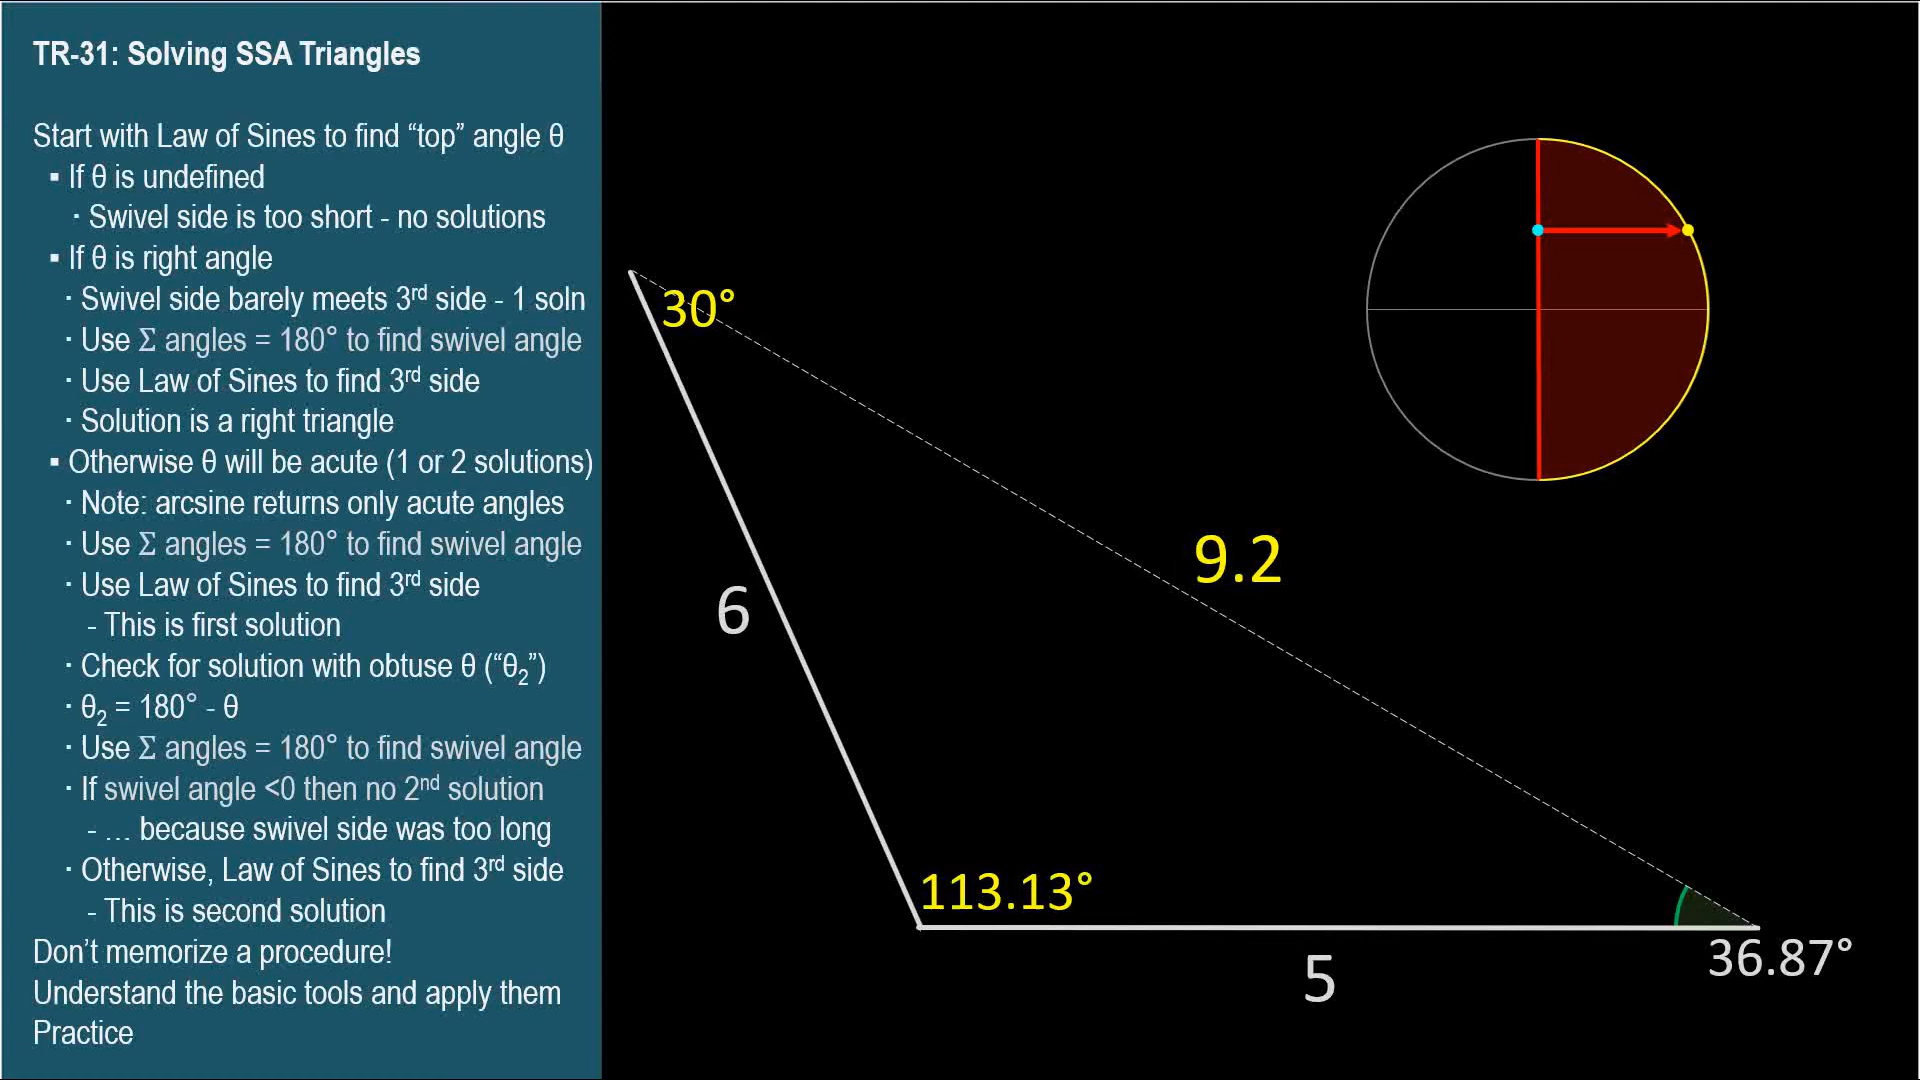 TR-31: Solving SSA Triangles
Start with Law of Sines to find “top” angle θ
▪ If θ is undefined
· Swivel side is too short - no solutions
▪ If θ is right angle
· Swivel side barely meets 3rd side - 1 soln
· Use Σ angles = 180° to find swivel angle
· Use Law of Sines to find 3rd side
· Solution is a right triangle
▪ Otherwise θ will be acute (1 or 2 solutions)
· Note: arcsine returns only acute angles
· Use Σ angles = 180° to find swivel angle
· Use Law of Sines to find 3rd side
- This is first solution
· Check for solution with obtuse θ (“θ₂”)
· θ₂ = 180° - θ
· Use Σ angles = 180° to find swivel angle
· If swivel angle <0 then no 2nd solution
- … because swivel side was too long
· Otherwise, Law of Sines to find 3rd side
- This is second solution
Don’t memorize a procedure!
Understand the basic tools and apply them
Practice
30°
9.2
6
113.13°
36.87°
5